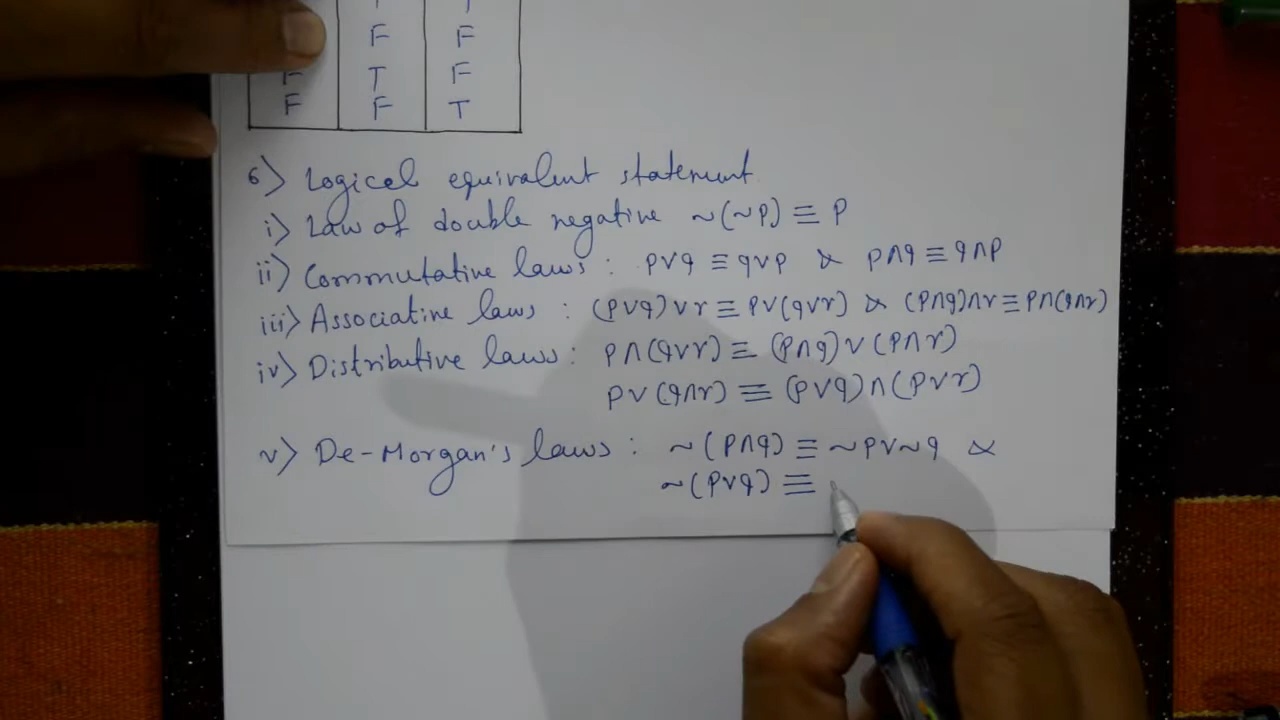 F F
F T F
F F T
6) Logical equivalent statement
i) Law of double negative ~(~p) ≡ p
ii) Commutative laws : p∨q ≡ q∨p & p∧q ≡ q∧p
iii) Associative laws : (p∨q)∨r ≡ p∨(q∨r) & (p∧q)∧r ≡ p∧(q∧r)
iv) Distributive laws : p∧(q∨r) ≡ (p∧q)∨(p∧r)
p∨(q∧r) ≡ (p∨q)∧(p∨r)
v) De-Morgan's laws : ~(p∧q) ≡ ~p∨~q &
~(p∨q) ≡